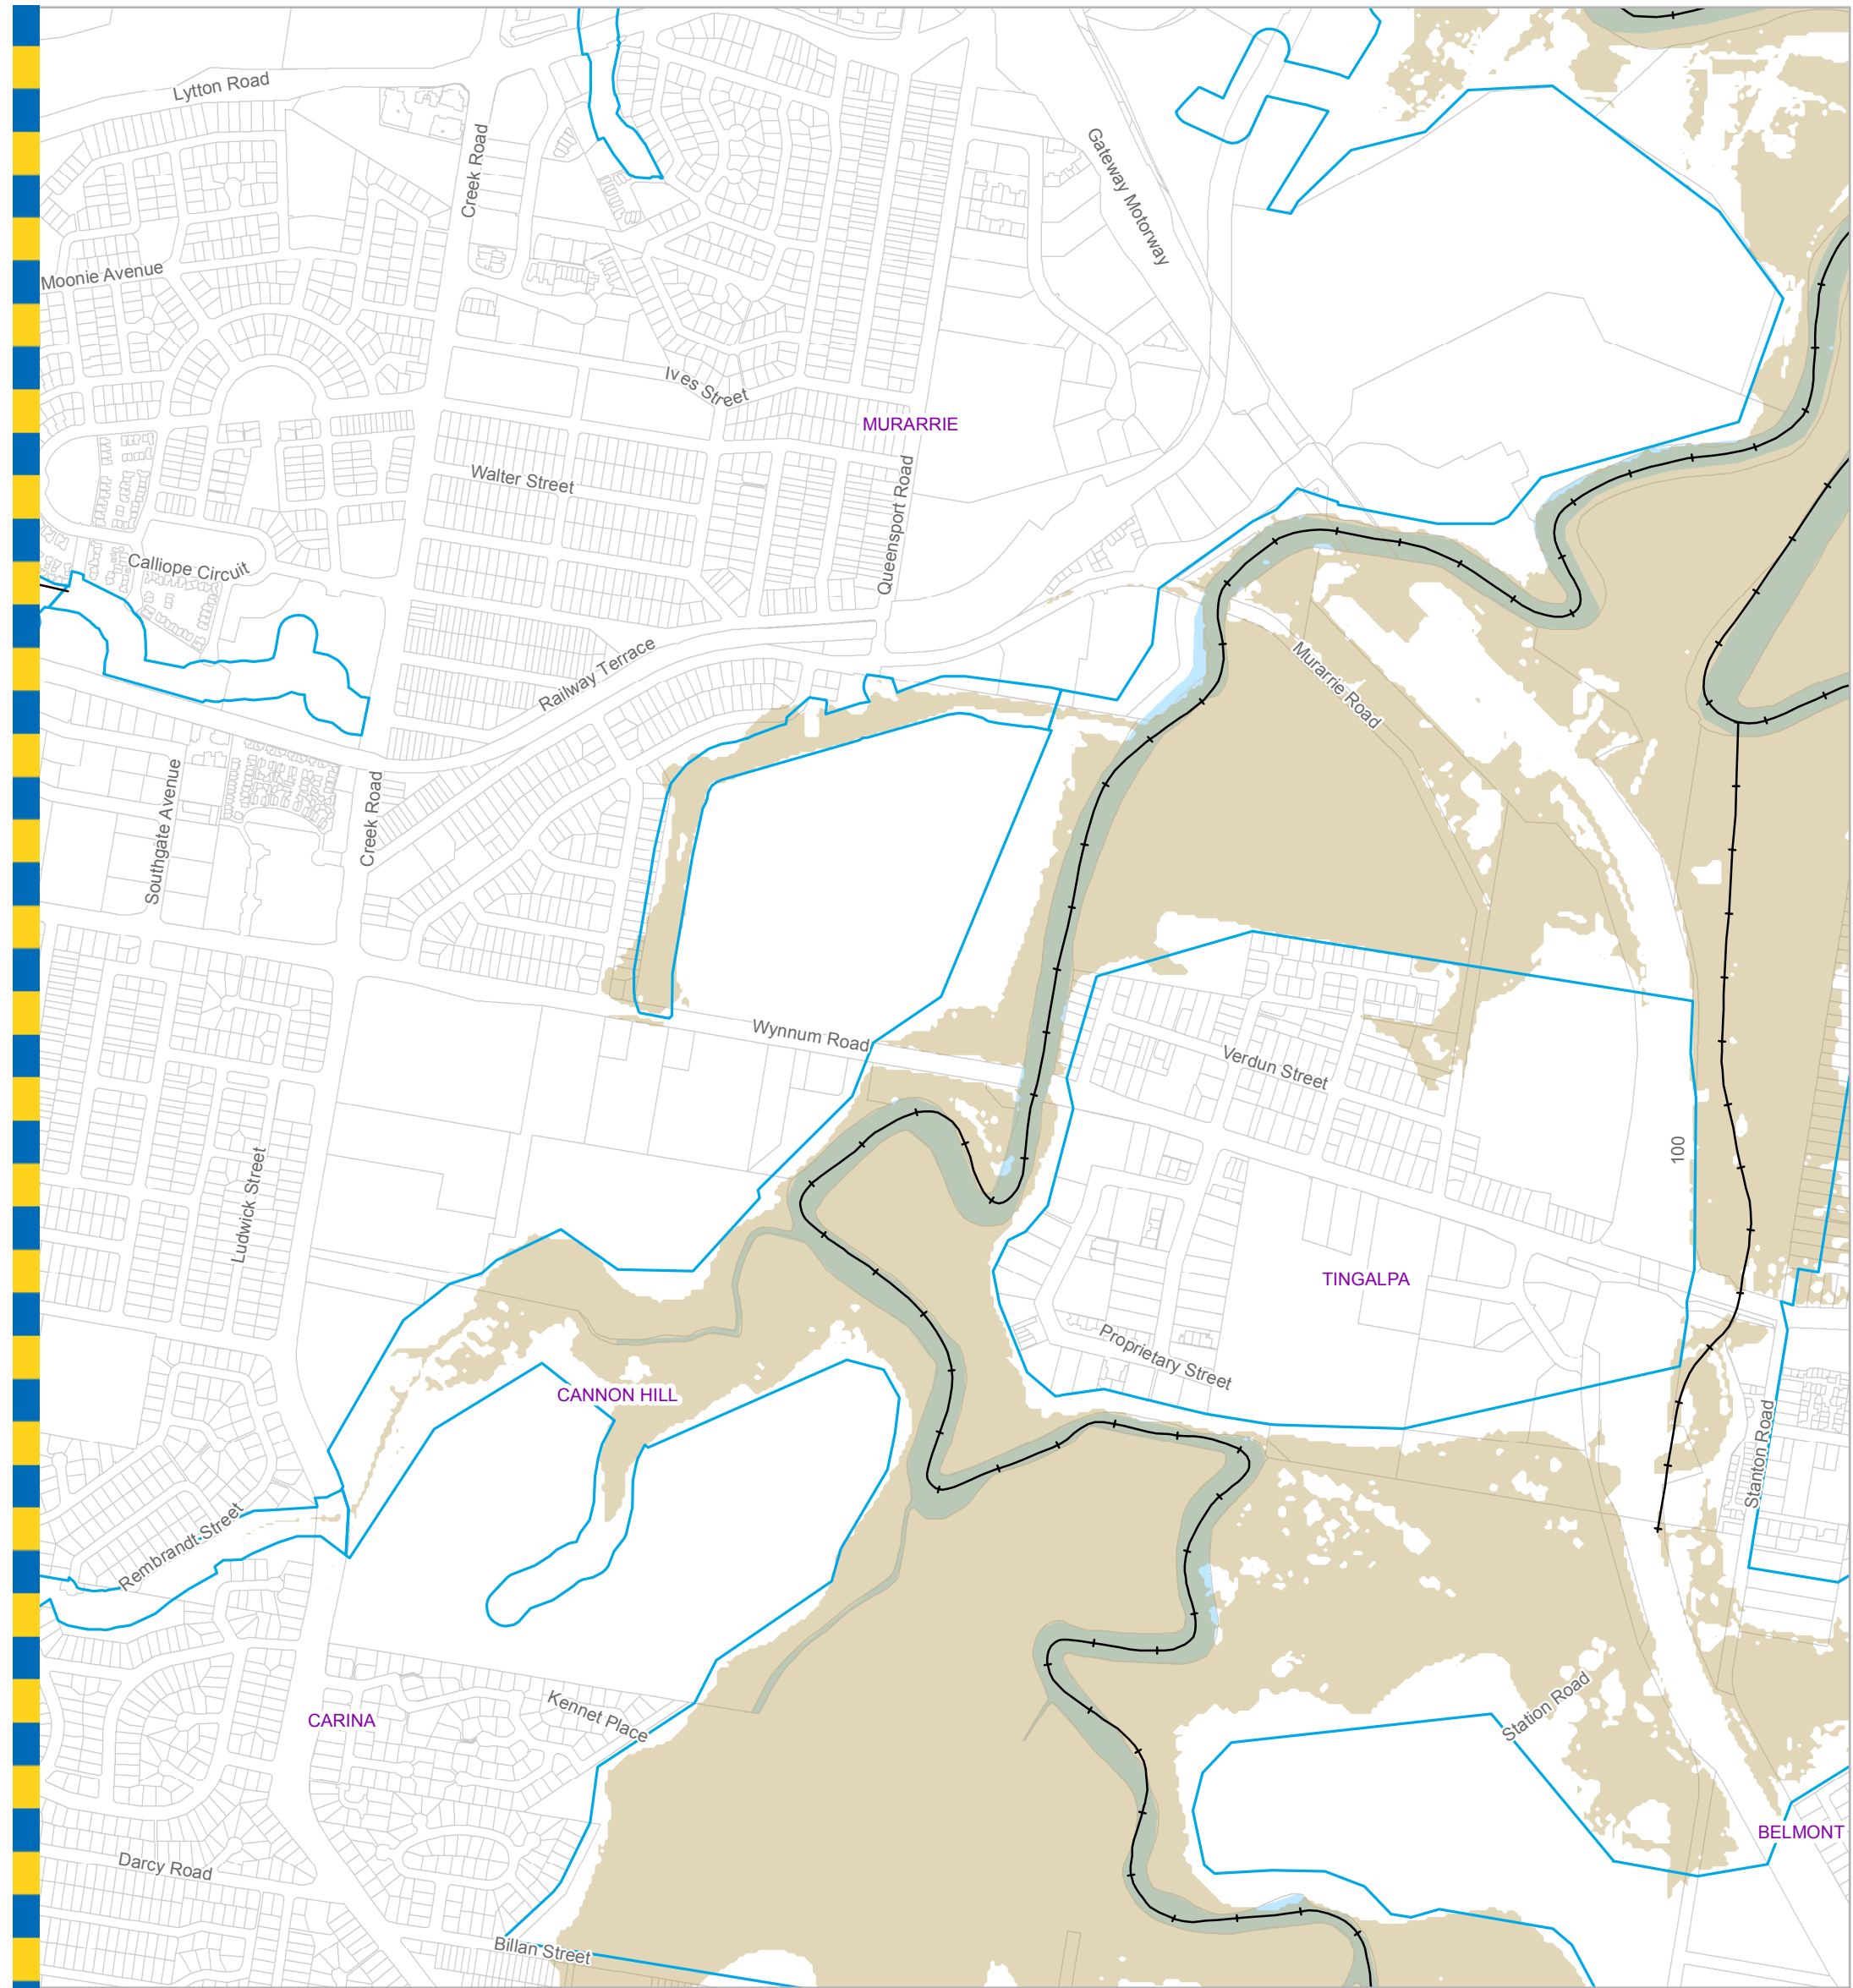 Lytton Road
Creek Road
Gateway Motorway
Moonie Avenue
Ives Street
MURARRIE
Walter Street
Queensport Road
Calliope Circuit
Railway Terrace
Murarrie Road
Southgate Avenue
Creek Road
Wynnum Road
Verdun Street
100
Ludwick Street
TINGALPA
Proprietary Street
CANNON HILL
Stanton Road
Rembrandt Street
Station Road
Kennet Place
CARINA
BELMONT
Darcy Road
Billan Street